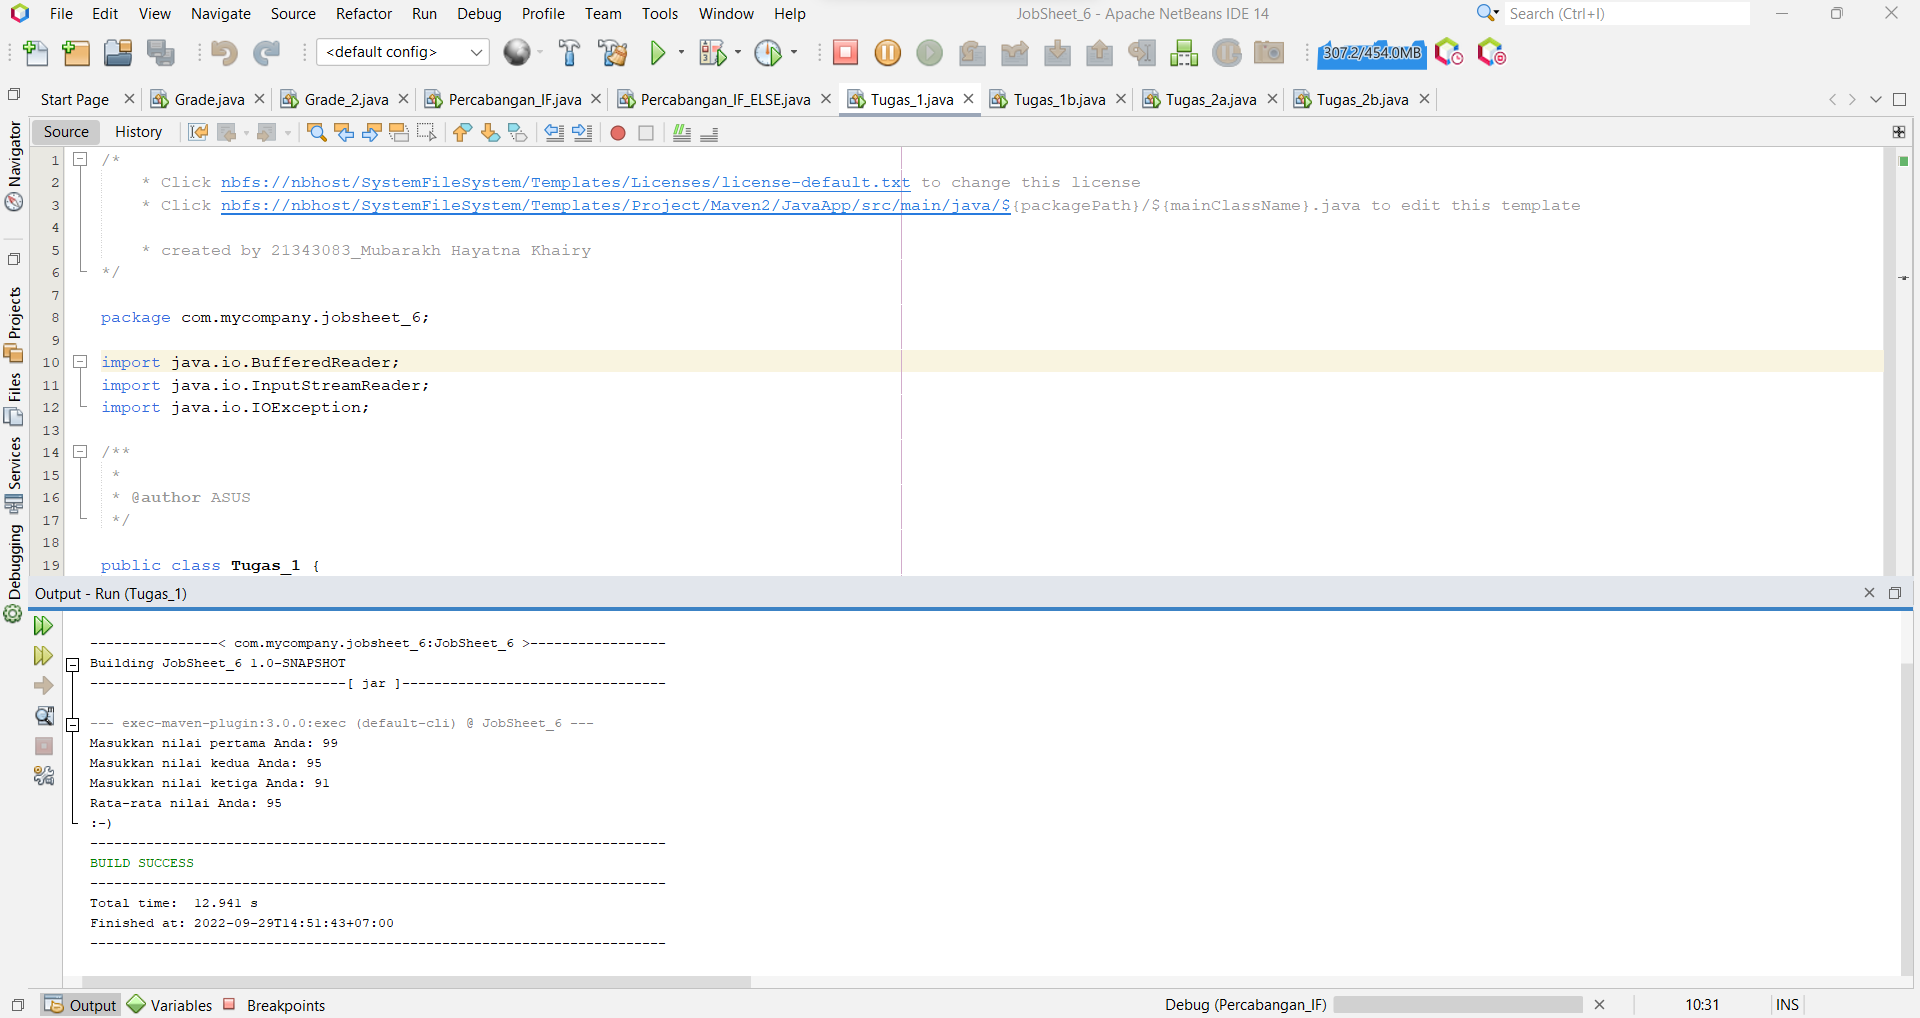 File Edit View Navigate Source Refactor Run Debug Profile Team Tools Window Help JobSheet_6 - Apache NetBeans IDE 14 Search (Ctrl+I)
<default config> 307.2/454.0MB
Start Page Grade.java Grade_2.java Percabangan_IF.java Percabangan_IF_ELSE.java Tugas_1.java Tugas_1b.java Tugas_2a.java Tugas_2b.java
Source History
Navigator
Projects
Files
Services
Debugging
1 /*
2 * Click nbfs://nbhost/SystemFileSystem/Templates/Licenses/license-default.txt to change this license
3 * Click nbfs://nbhost/SystemFileSystem/Templates/Project/Maven2/JavaApp/src/main/java/${packagePath}/${mainClassName}.java to edit this template
4
5 * created by 21343083_Mubarakh Hayatna Khairy
6 */
7
8 package com.mycompany.jobsheet_6;
9
10 import java.io.BufferedReader;
11 import java.io.InputStreamReader;
12 import java.io.IOException;
13
14 /**
15 *
16 * @author ASUS
17 */
18
19 public class Tugas_1 {
Output - Run (Tugas_1)
----------------< com.mycompany.jobsheet_6:JobSheet_6 >-----------------
Building JobSheet_6 1.0-SNAPSHOT
--------------------------------[ jar ]---------------------------------
--- exec-maven-plugin:3.0.0:exec (default-cli) @ JobSheet_6 ---
Masukkan nilai pertama Anda: 99
Masukkan nilai kedua Anda: 95
Masukkan nilai ketiga Anda: 91
Rata-rata nilai Anda: 95
:-)
------------------------------------------------------------------------
BUILD SUCCESS
------------------------------------------------------------------------
Total time:  12.941 s
Finished at: 2022-09-29T14:51:43+07:00
------------------------------------------------------------------------
Output Variables Breakpoints Debug (Percabangan_IF) 10:31 INS